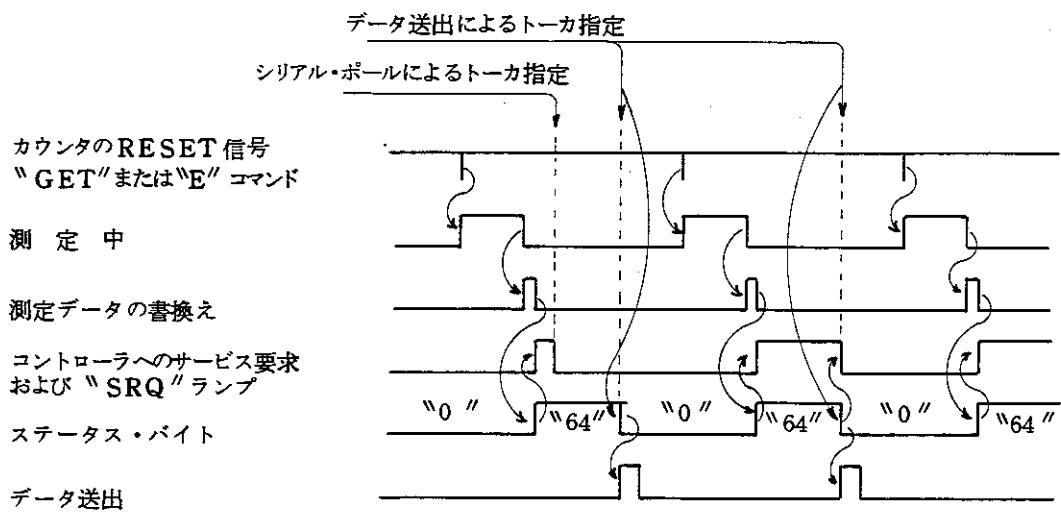 データ送出によるトーカ指定
シリアル・ポールによるトーカ指定
カウンタのRESET信号
〝GET〞または〝E〞コマンド
測 定 中
測定データの書換え
コントローラへのサービス要求
および〝SRQ〞ランプ
〝0〞 〝64〞 〝0〞 〝64〞 〝0〞 〝64〞
ステータス・バイト
データ送出